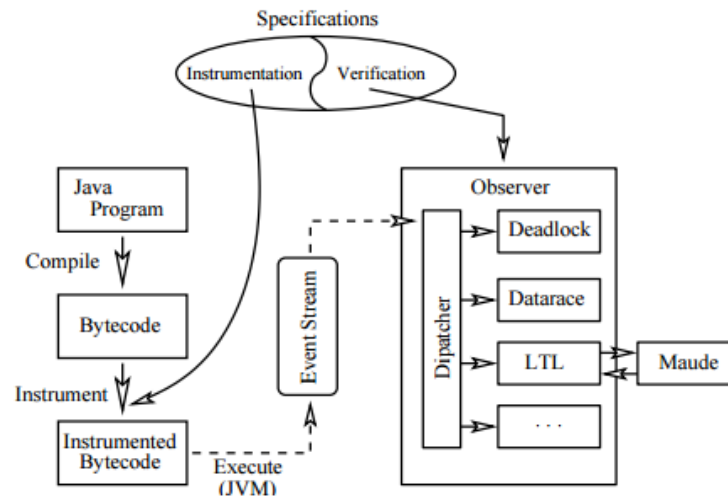 Specifications
Instrumentation
Verification
Java
Program
Compile
Bytecode
Instrument
Instrumented
Bytecode
Execute
(JVM)
Event Stream
Observer
Dipatcher
Deadlock
Datarace
LTL
Maude
. . .